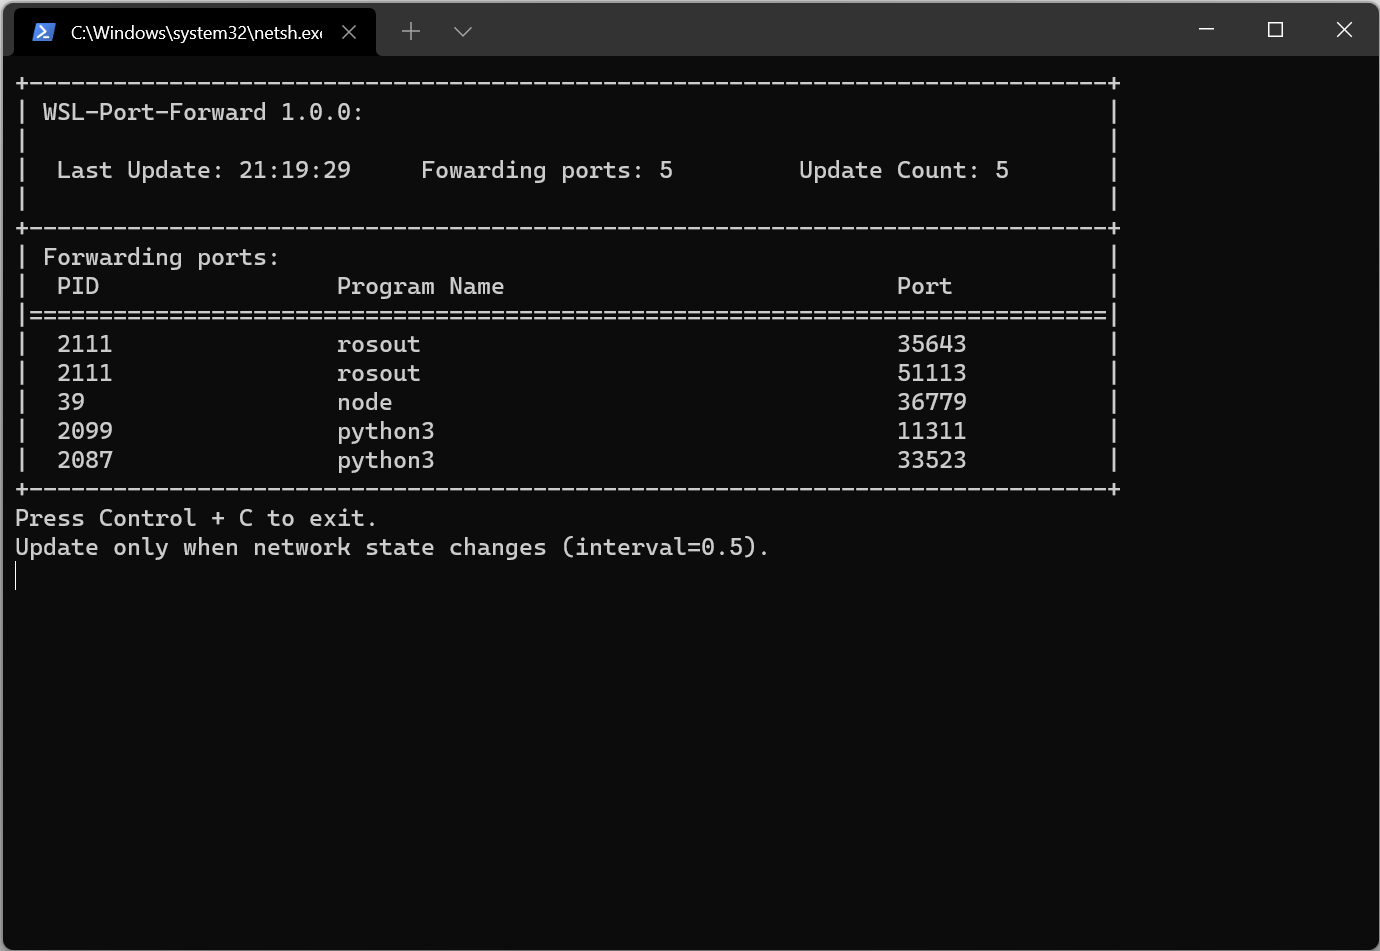 C:\Windows\system32\netsh.exe
WSL-Port-Forward 1.0.0:
Last Update: 21:19:29 Fowarding ports: 5 Update Count: 5
Forwarding ports:
PID Program Name Port
2111 rosout 35643
2111 rosout 51113
39 node 36779
2099 python3 11311
2087 python3 33523
Press Control + C to exit.
Update only when network state changes (interval=0.5).